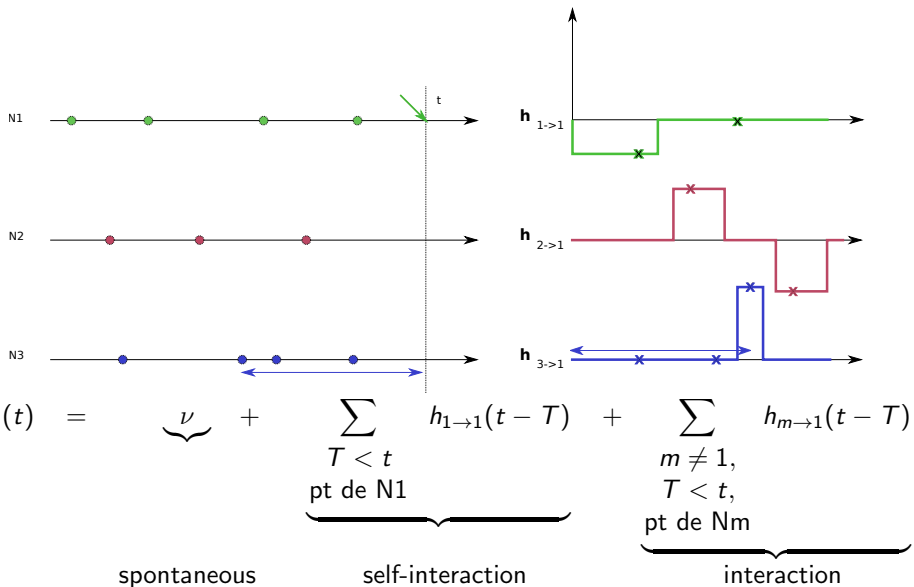 t
N1
h 1->1
N2
h 2->1
N3
h 3->1
(t) = ν + ∑ h1→1(t − T) + ∑ hm→1(t − T)
T < t m ≠ 1,
pt de N1 T < t,
pt de Nm
spontaneous self-interaction interaction